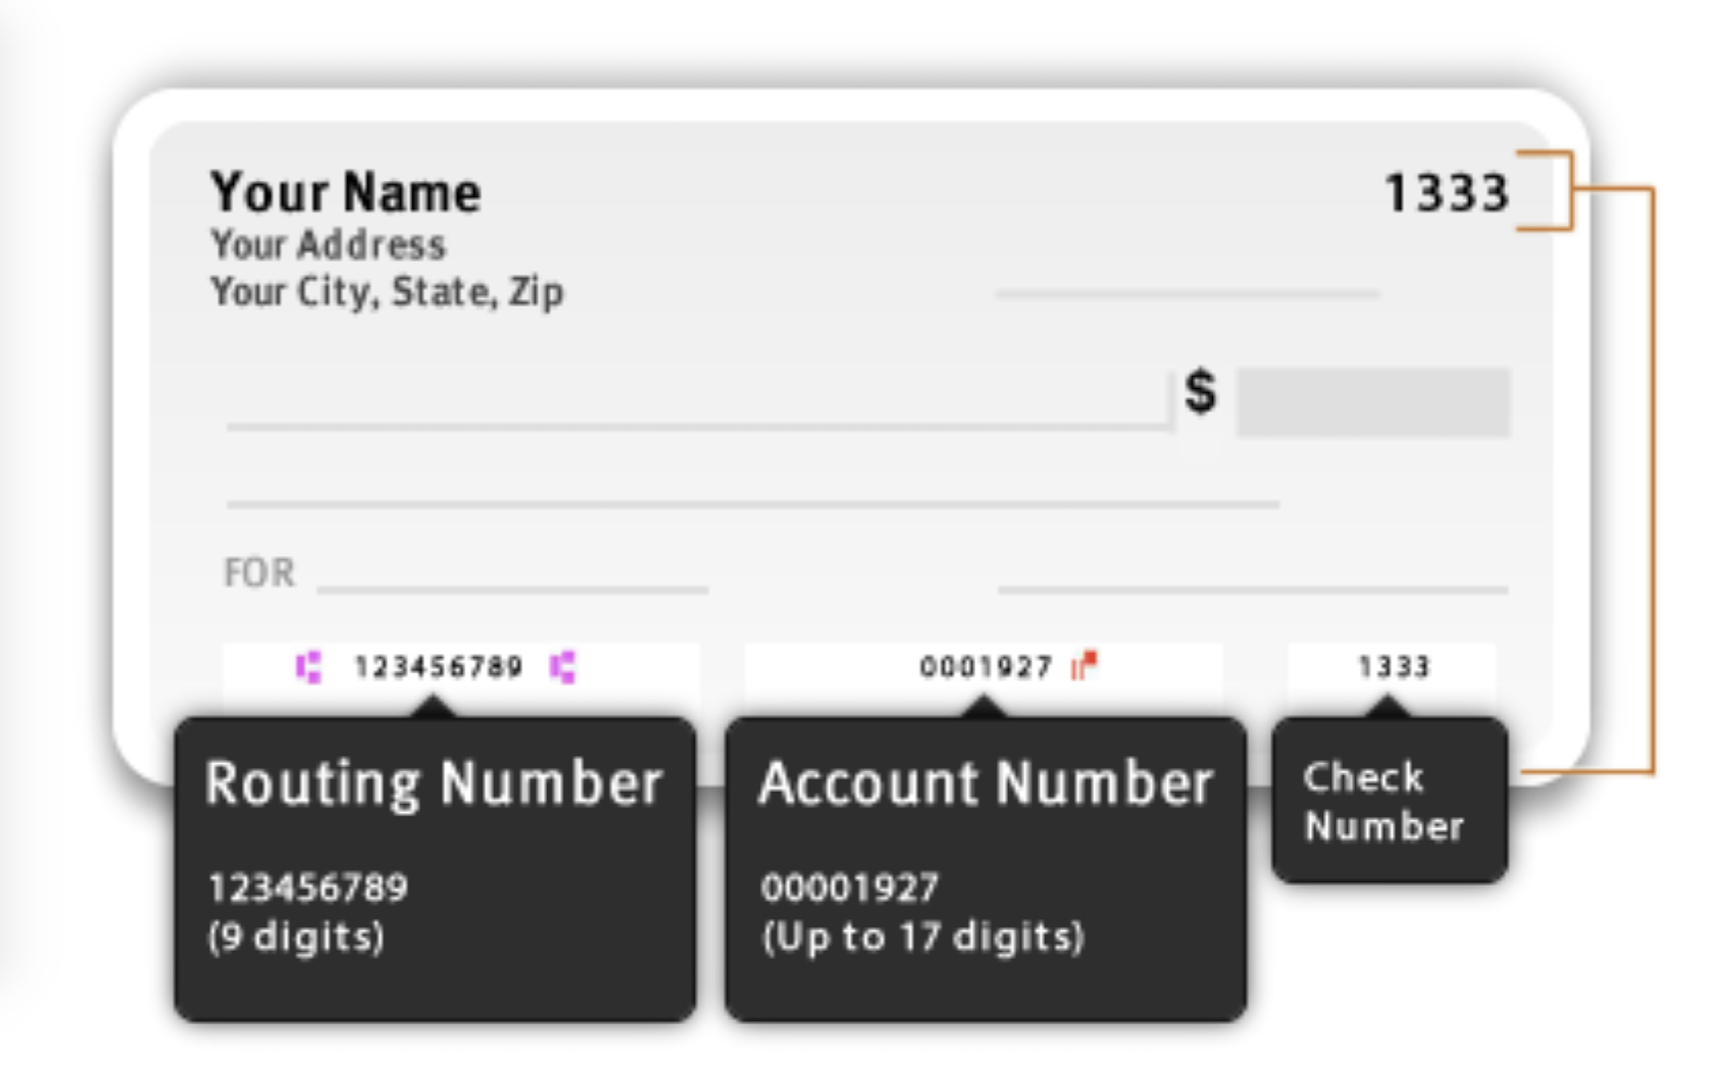 Your Name
1333
Your Address
Your City, State, Zip
$
FOR
123456789
0001927
1333
Routing Number
123456789
(9 digits)
Account Number
00001927
(Up to 17 digits)
Check
Number